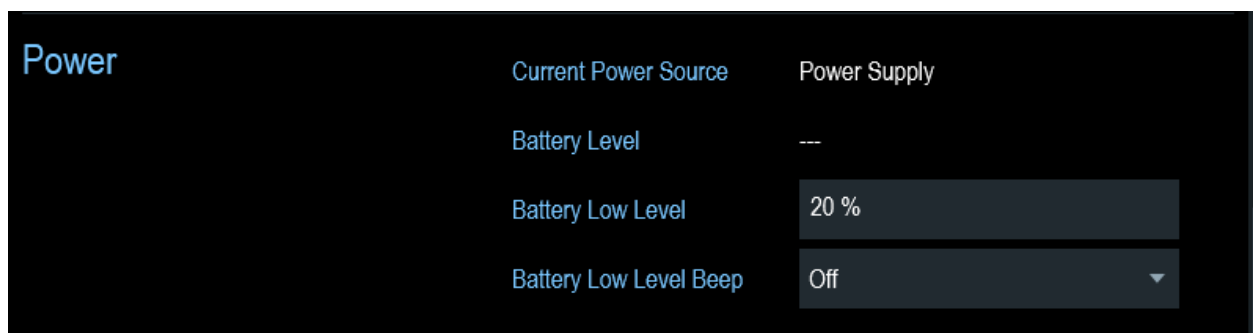 Power
Current Power Source Power Supply
Battery Level ---
Battery Low Level 20 %
Battery Low Level Beep Off